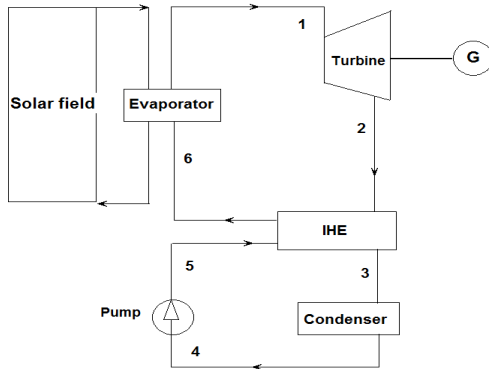 1
Turbine
G
Solar field
Evaporator
2
6
IHE
5
3
Pump
Condenser
4